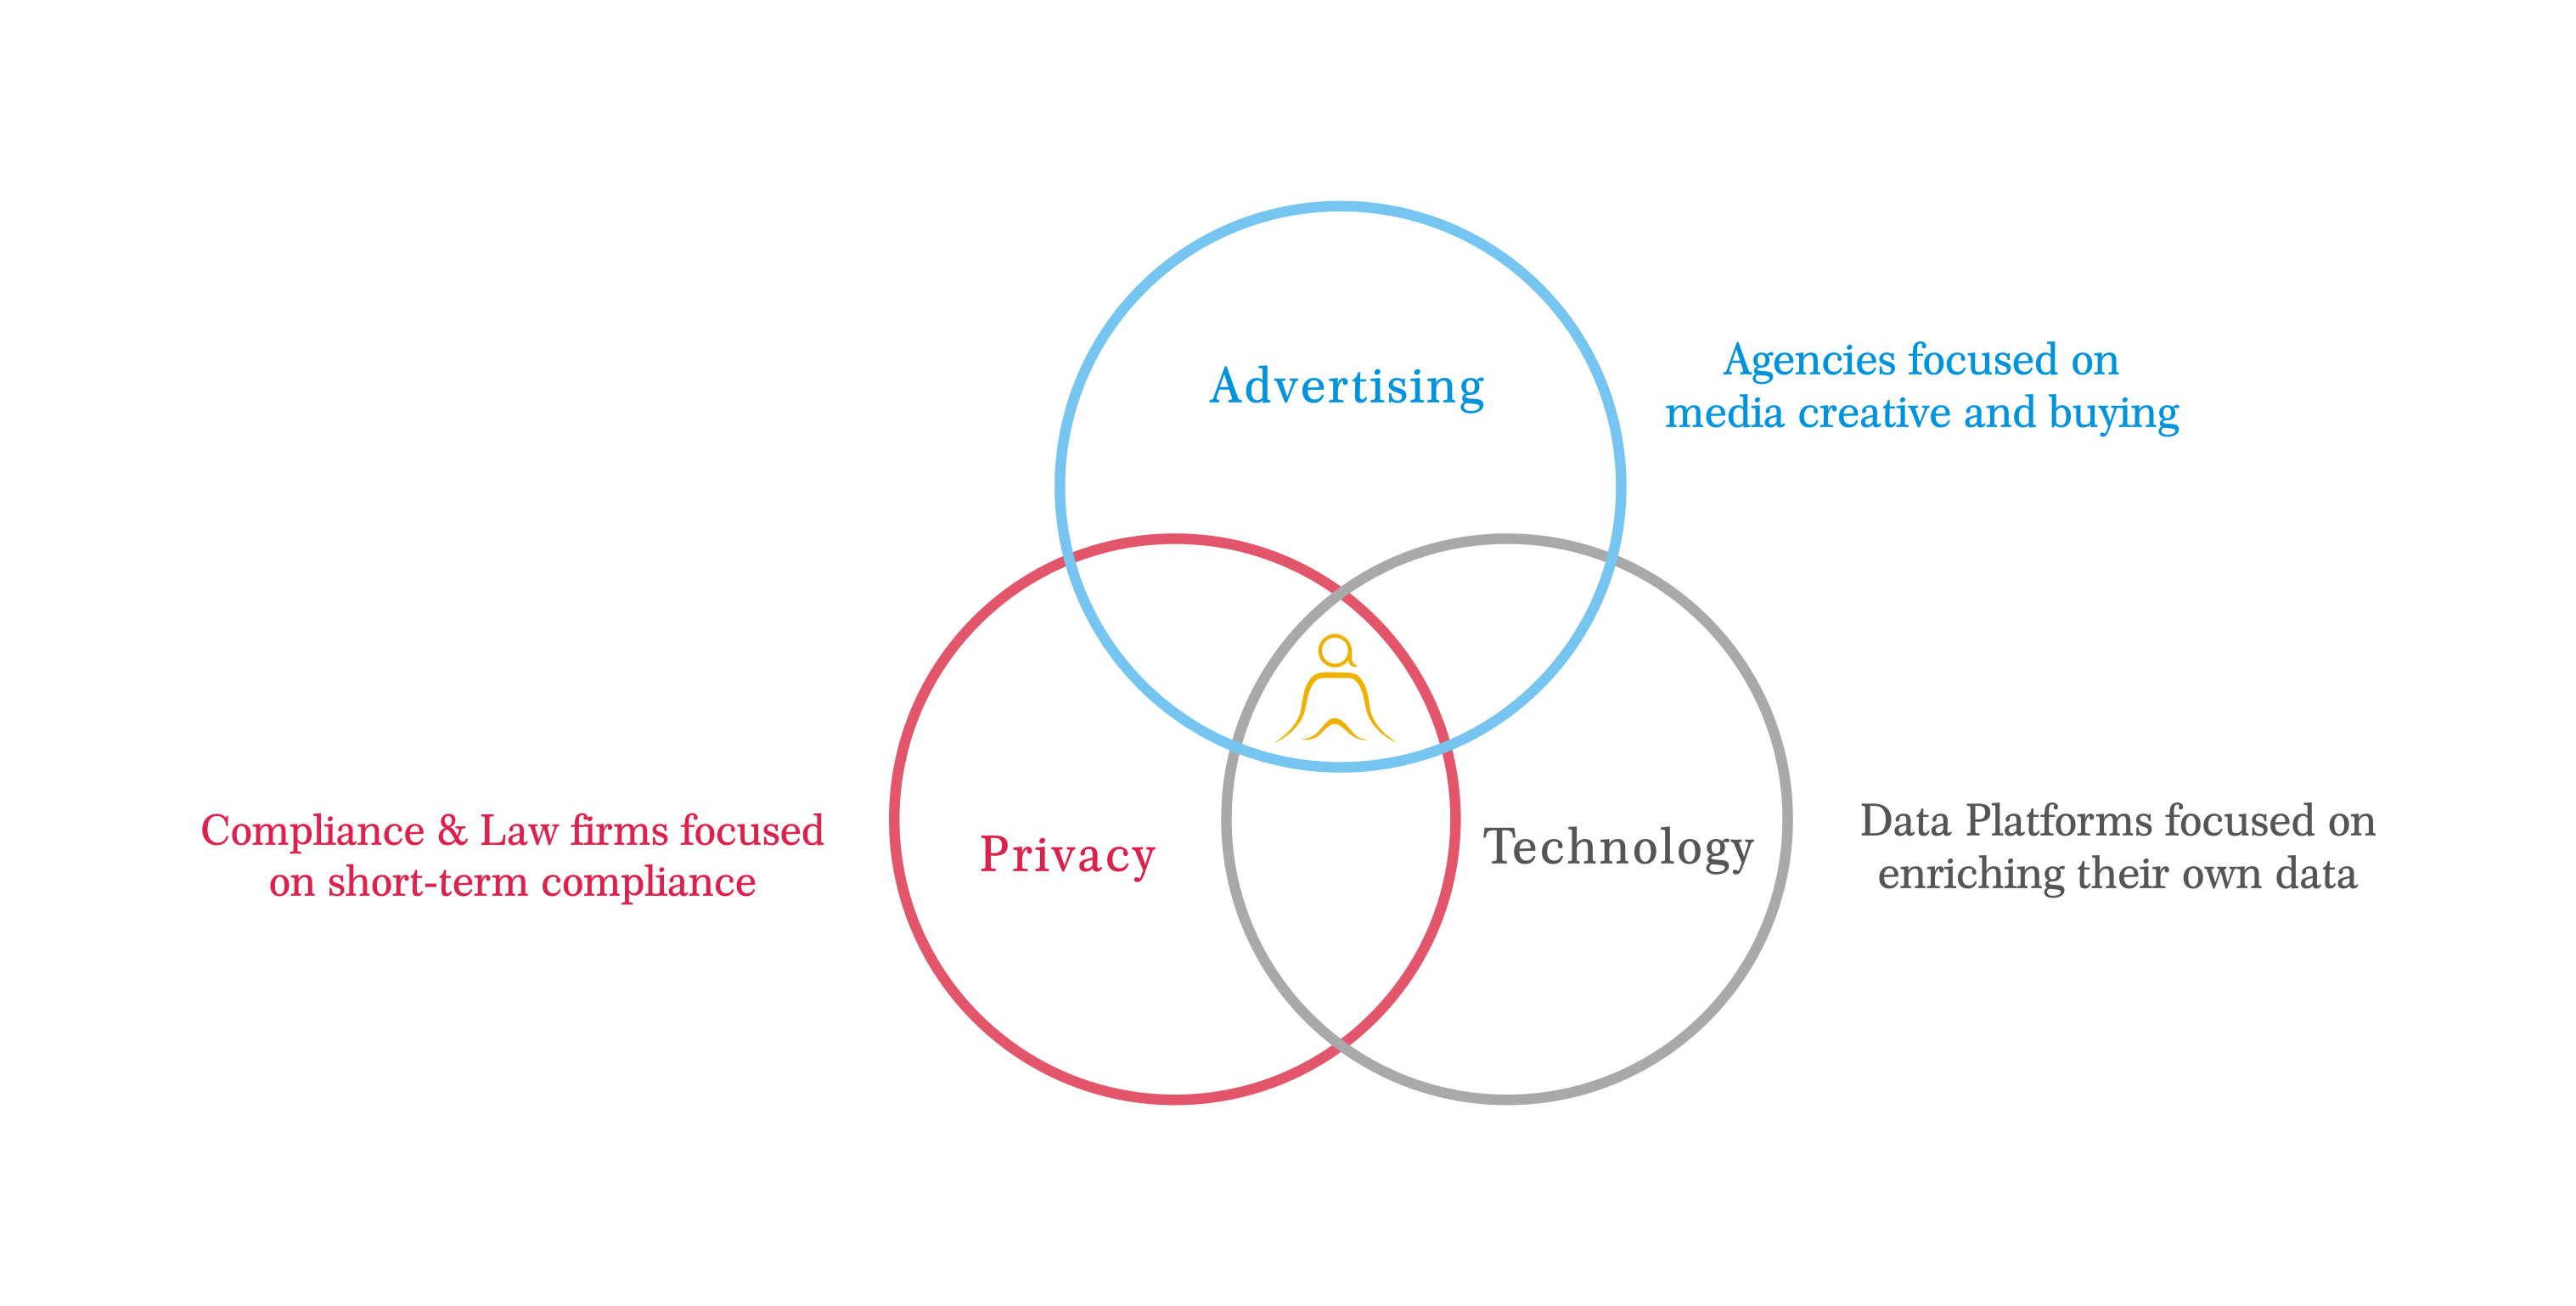 Advertising
Agencies focused on
media creative and buying
Compliance & Law firms focused
on short-term compliance
Privacy
Technology
Data Platforms focused on
enriching their own data